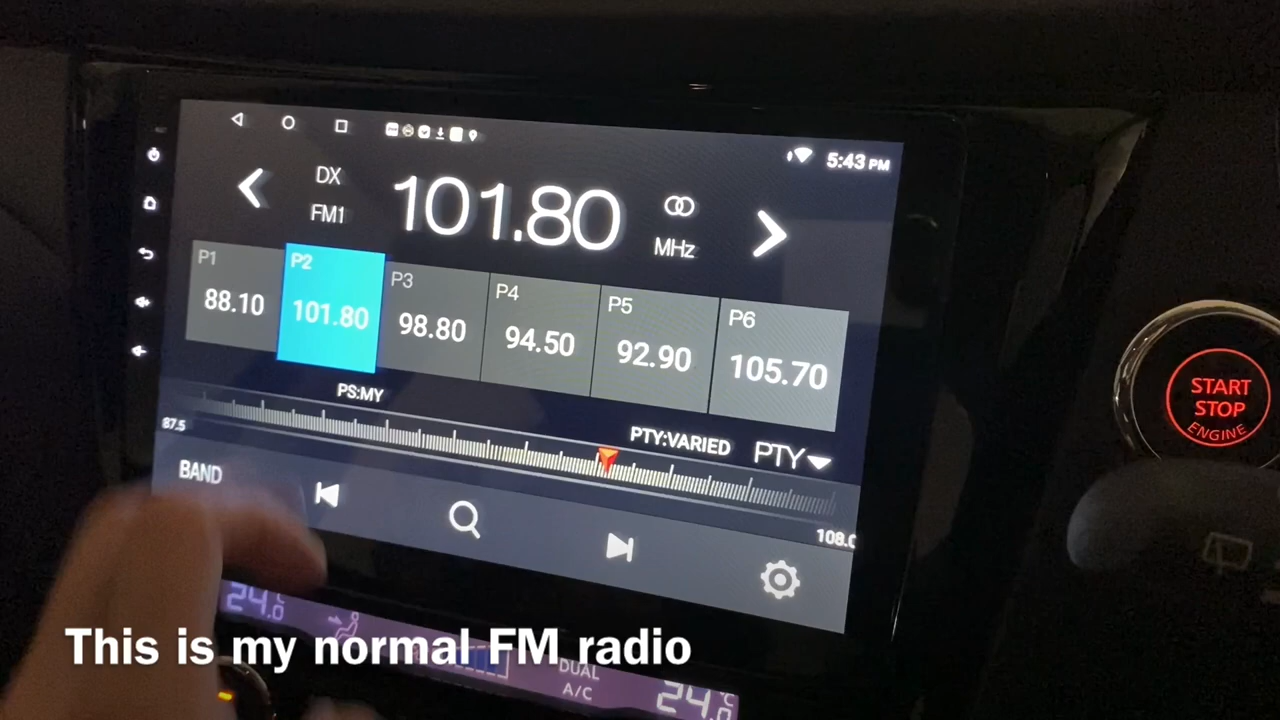 5:43 PM
DX
FM1
101.80
MHz
P1
88.10
P2
101.80
P3
98.80
P4
94.50
P5
92.90
P6
105.70
PS:MY
PTY:VARIED
PTY
87.5
108.0
BAND
START
STOP
ENGINE
24.0
DUAL
A/C
24.0
°C
This is my normal FM radio